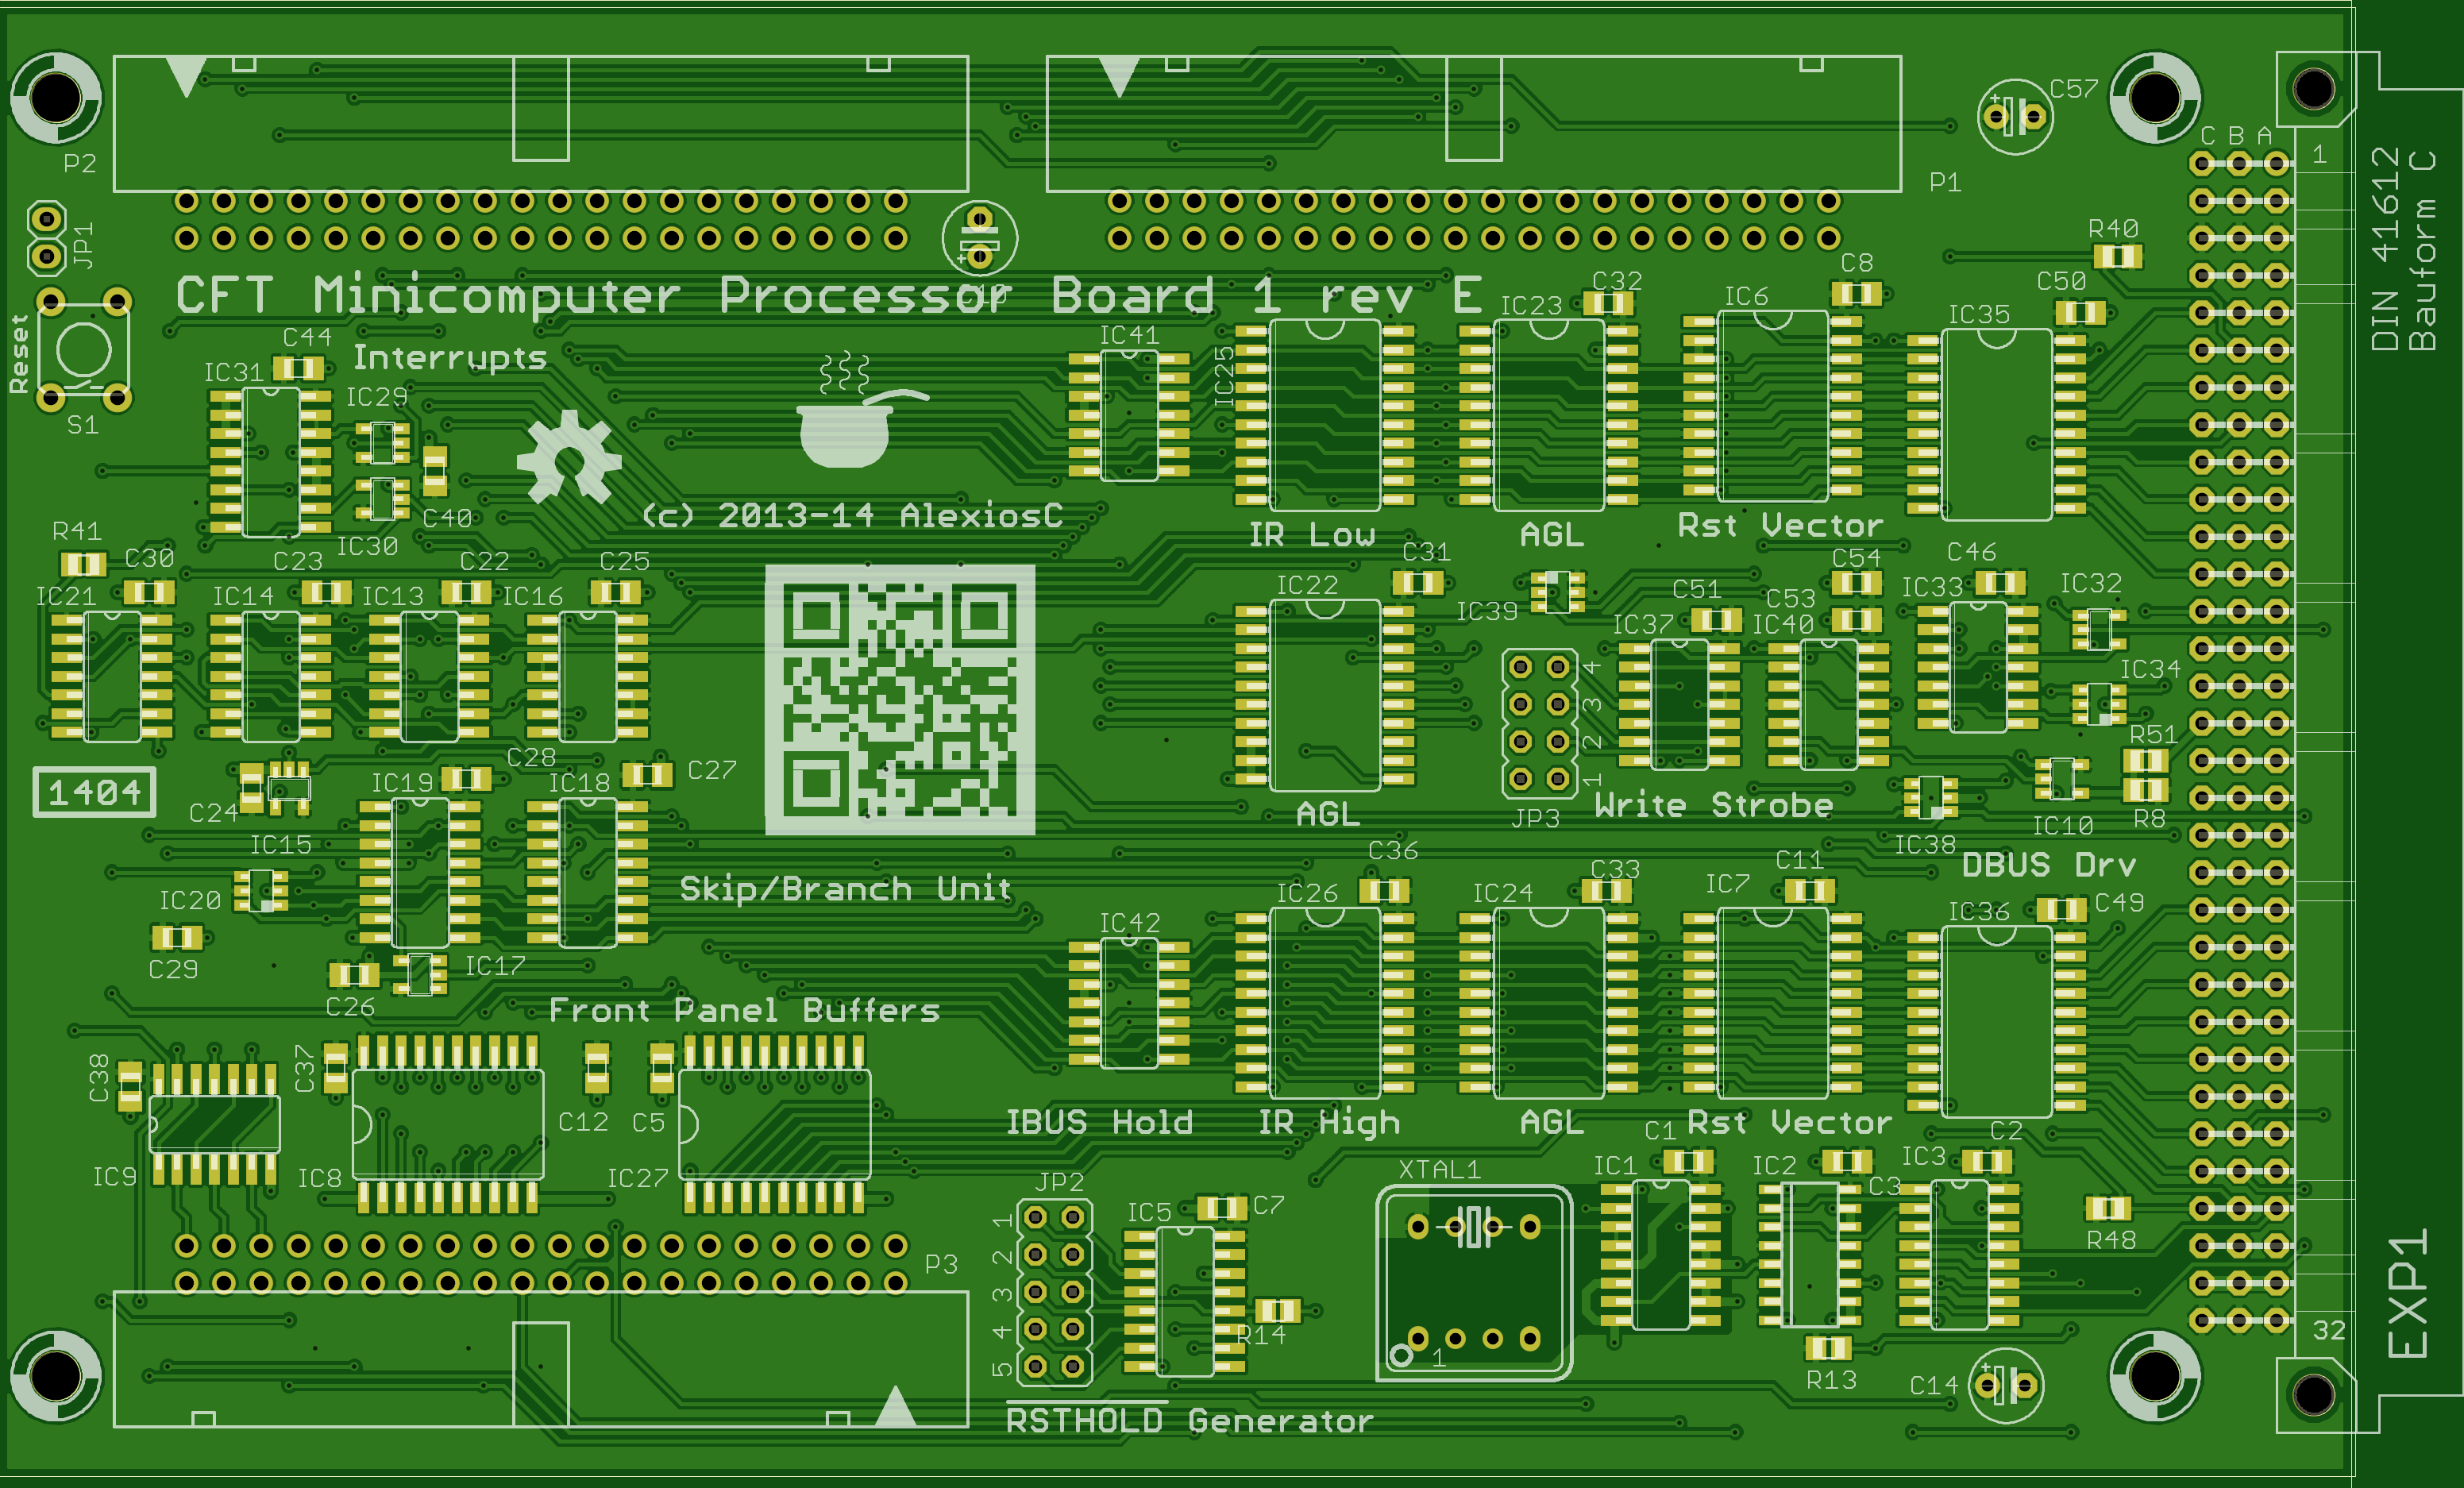 C57
C B A
1
P2
P1
DIN 41612
Bauform C
JP1
R40
C10
CFT Minicomputer Processor Board 1 rev E
C32
C8
C50
IC23
IC6
IC35
Reset
C44
Interrupts
IC41
IC25
IC31
IC29
S1
C40
(c) 2013-14 AlexiosC
IR Low
AGL
Rst Vector
R41
IC30
C30
C23
C22
C25
C31
C54
C46
IC21
IC14
IC13
IC16
IC22
IC39
C51
C53
IC33
IC32
IC37
IC40
4
3
2
1
IC34
R51
C28
C27
1404
C24
IC19
IC18
AGL
JP3
Write Strobe
R8
IC10
IC15
IC38
C36
DBUS Drv
C33
C11
Skip/Branch Unit
IC20
IC26
IC24
IC7
C49
IC36
IC42
C29
IC17
C26
Front Panel Buffers
C38
C37
C12
C5
IBUS Hold
IR High
AGL
Rst Vector
C1
C2
IC9
IC8
IC27
JP2
XTAL1
IC1
IC2
IC3
C3
IC5
C7
1
2
3
4
5
R48
P3
EXP1
R14
32
1
R13
C14
RSTHOLD Generator